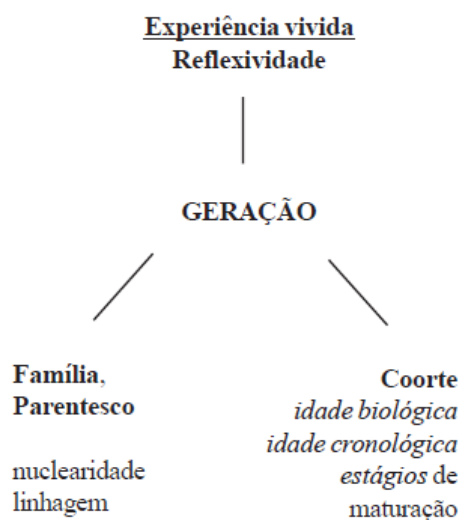 Experiência vivida
Reflexividade
GERAÇÃO
Família,
Parentesco
nuclearidade
linhagem
Coorte
idade biológica
idade cronológica
estágios de
maturação